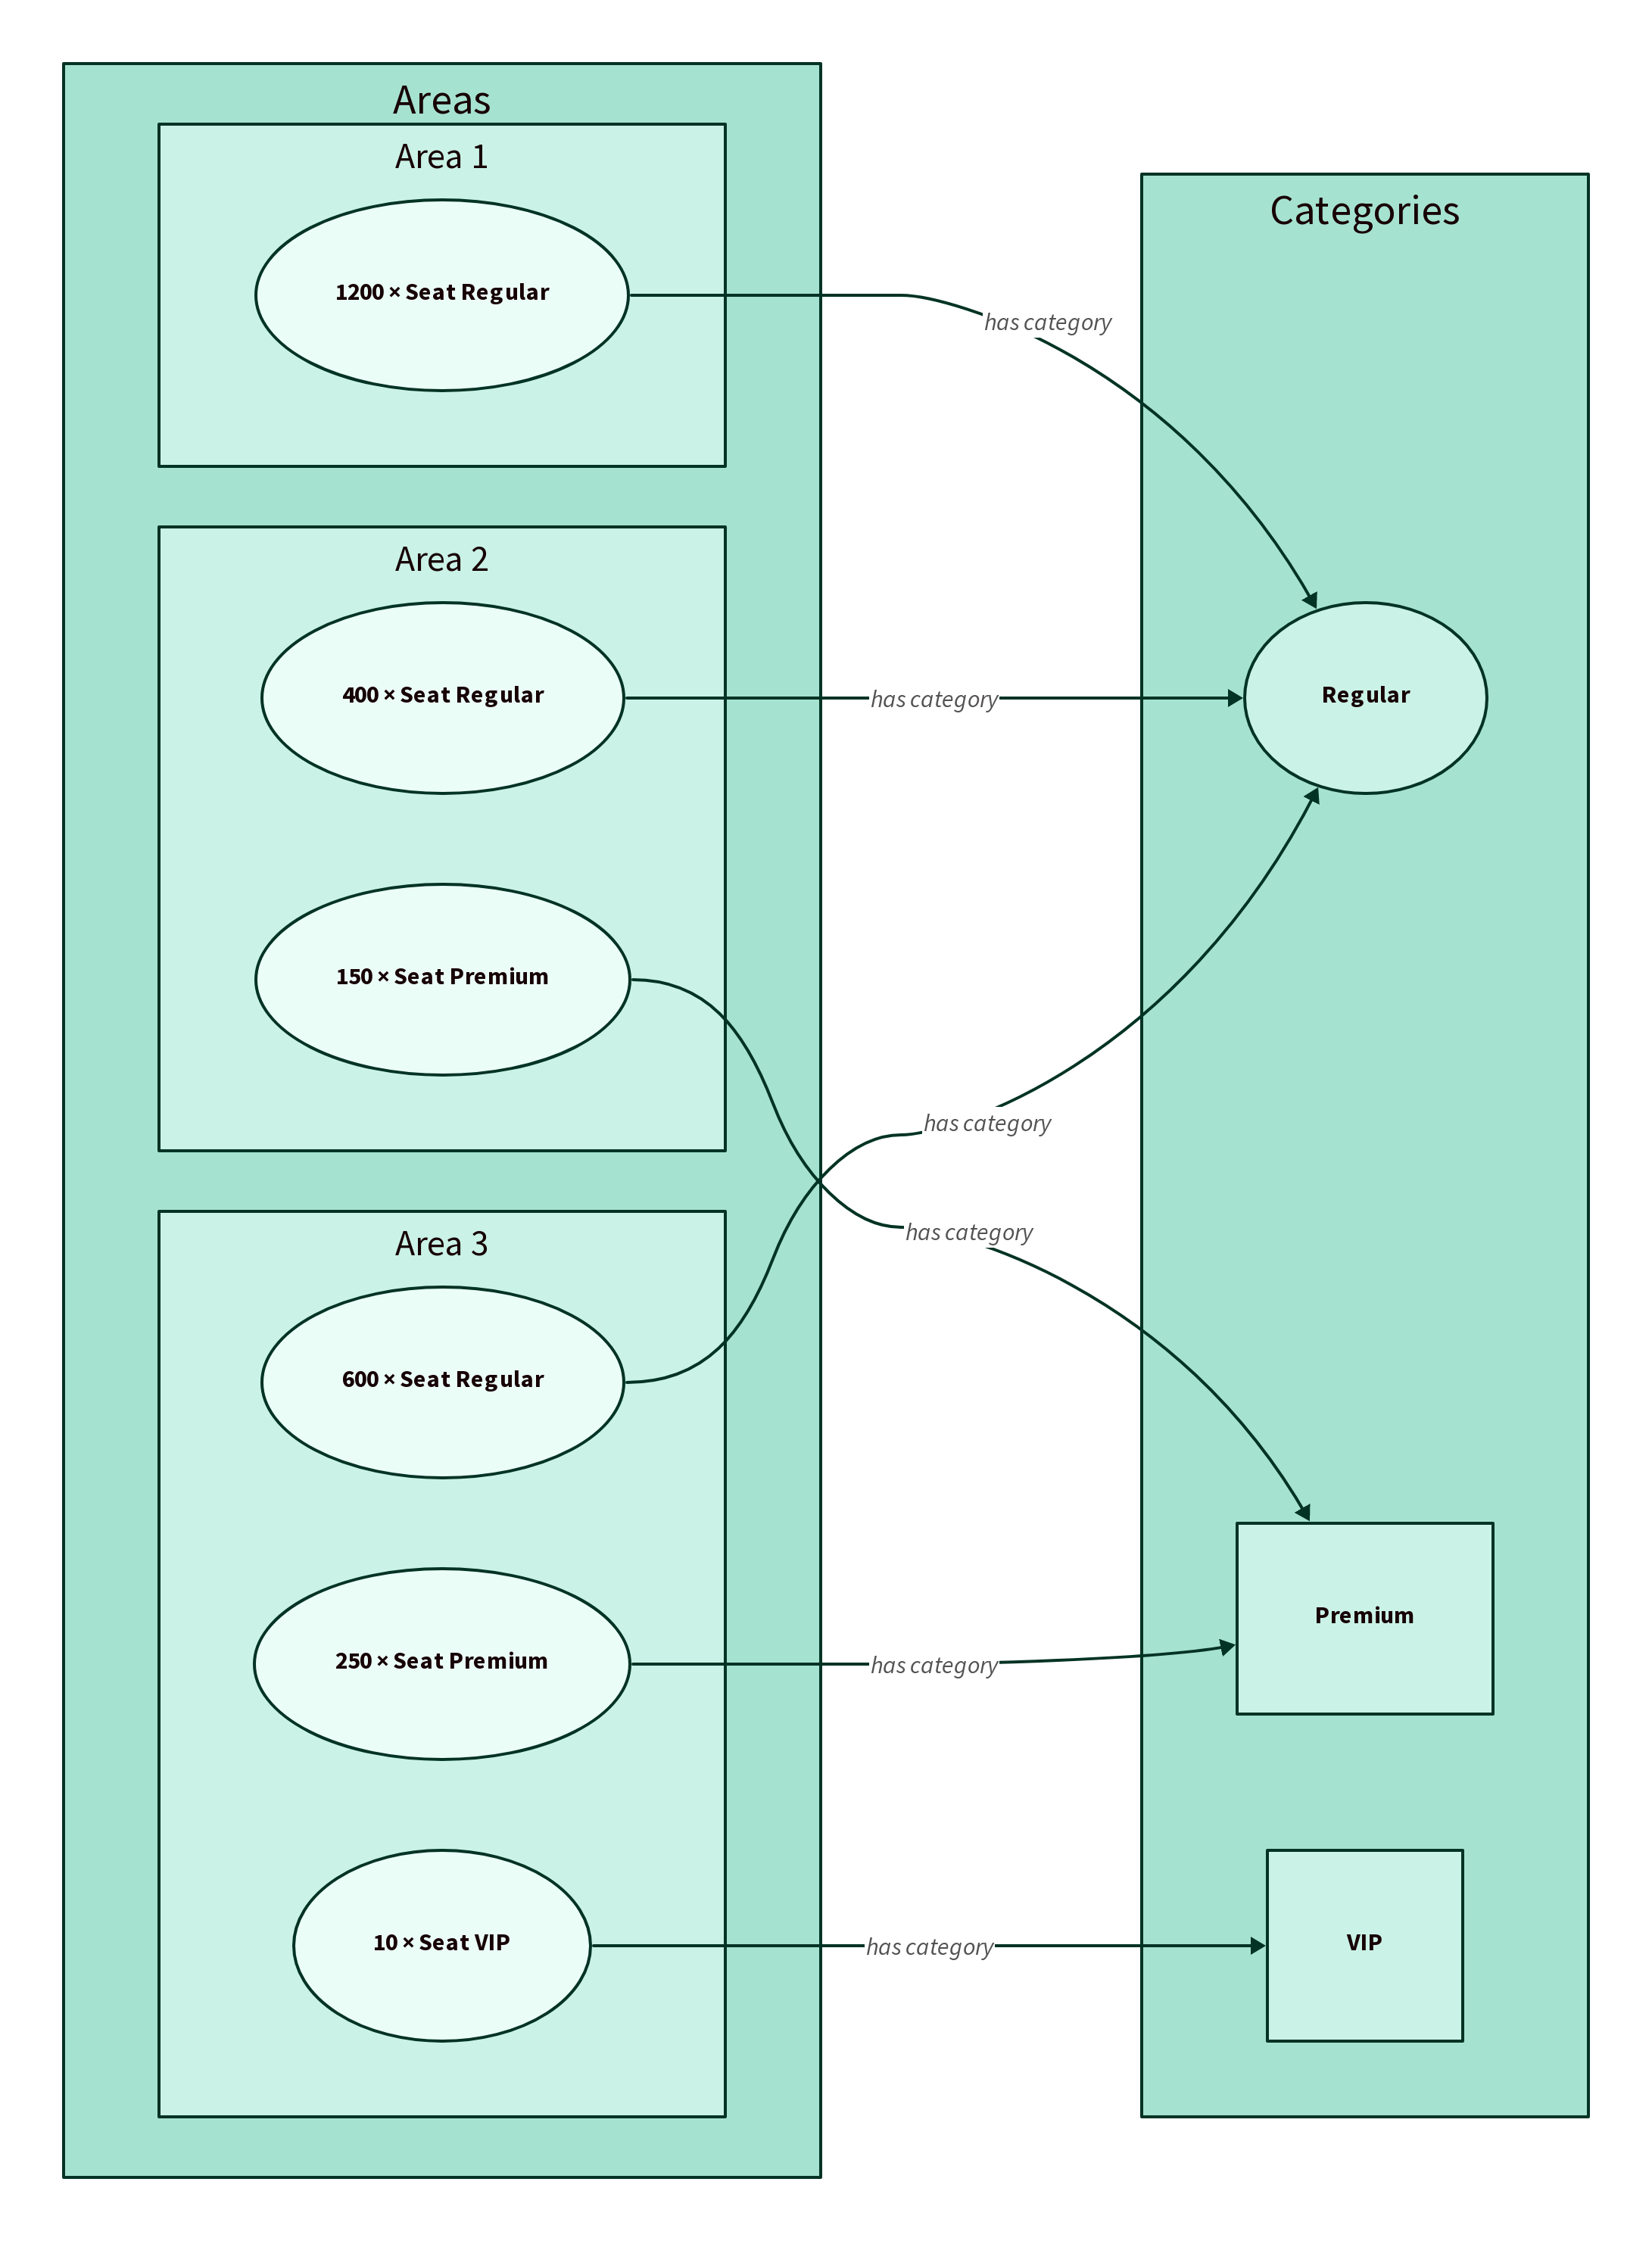 Areas
Area 1
1200 × Seat Regular
has category
Area 2
400 × Seat Regular
has category
150 × Seat Premium
has category
has category
Area 3
600 × Seat Regular
250 × Seat Premium
has category
10 × Seat VIP
has category
Categories
Regular
Premium
VIP